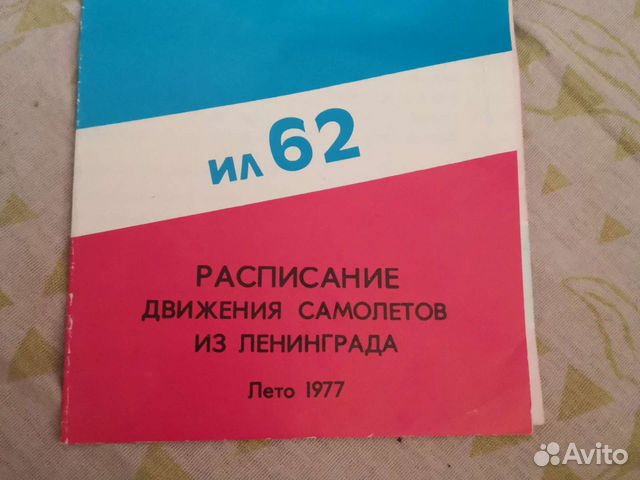 ил 62
РАСПИСАНИЕ
ДВИЖЕНИЯ САМОЛЕТОВ
ИЗ ЛЕНИНГРАДА
Лето 1977
Avito